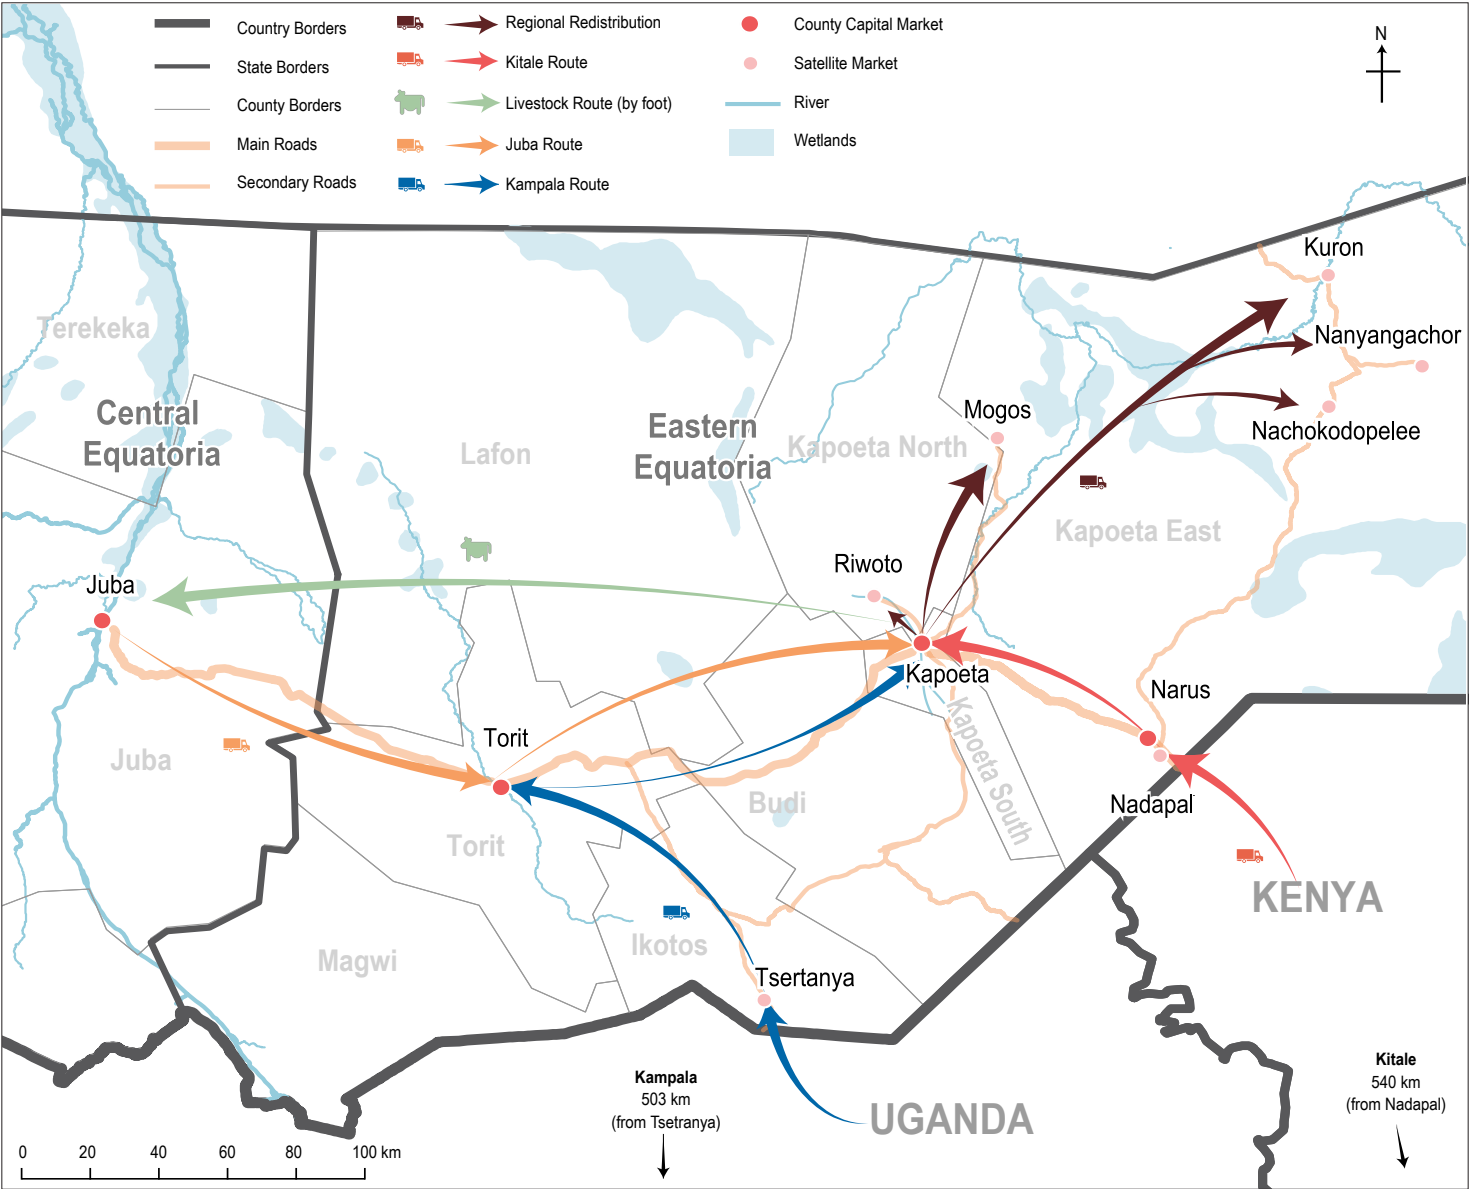 Country Borders
State Borders
County Borders
Main Roads
Secondary Roads
Regional Redistribution
Kitale Route
Livestock Route (by foot)
Juba Route
Kampala Route
County Capital Market
Satellite Market
River
Wetlands
N
Kuron
Terekeka
Nanyangachor
Central
Equatoria
Mogos
Eastern
Equatoria
Lafon
Kapoeta North
Nachokodopelee
Kapoeta East
Riwoto
Juba
Kapoeta
Narus
Kapoeta South
Torit
Juba
Budi
Nadapal
Torit
KENYA
Ikotos
Magwi
Tsertanya
Kampala
503 km
(from Tsetranya)
UGANDA
Kitale
540 km
(from Nadapal)
0 20 40 60 80 100 km